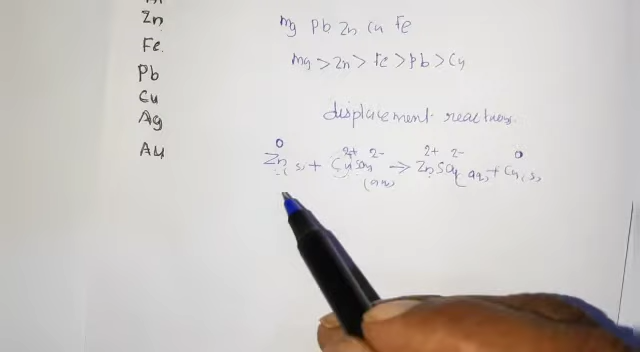 Zn
Fe
Pb
Cu
Ag
Au
Mg Pb Zn Cu Fe
Mg > Zn > Fe > Pb > Cu
displacement reactions
0 2+ 2- 2+ 2- 0
Zn(s) + CuSO4(aq) → ZnSO4(aq) + Cu(s)